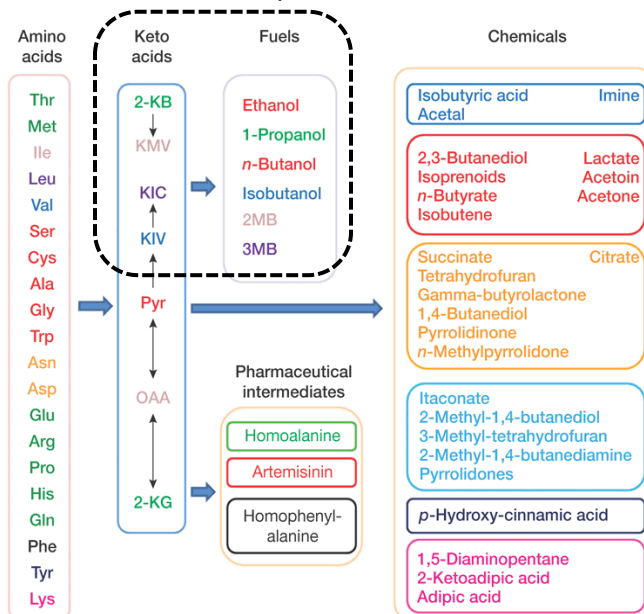 Amino
acids
Thr
Met
Ile
Leu
Val
Ser
Cys
Ala
Gly
Trp
Asn
Asp
Glu
Arg
Pro
His
Gln
Phe
Tyr
Lys
Keto
acids
2-KB
KMV
KIC
KIV
Pyr
OAA
2-KG
Fuels
Ethanol
1-Propanol
n-Butanol
Isobutanol
2MB
3MB
Pharmaceutical
intermediates
Homoalanine
Artemisinin
Homophenyl-
alanine
Chemicals
Isobutyric acid Imine
Acetal
2,3-Butanediol Lactate
Isoprenoids Acetoin
n-Butyrate Acetone
Isobutene
Succinate Citrate
Tetrahydrofuran
Gamma-butyrolactone
1,4-Butanediol
Pyrrolidinone
n-Methylpyrrolidone
Itaconate
2-Methyl-1,4-butanediol
3-Methyl-tetrahydrofuran
2-Methyl-1,4-butanediamine
Pyrrolidones
p-Hydroxy-cinnamic acid
1,5-Diaminopentane
2-Ketoadipic acid
Adipic acid